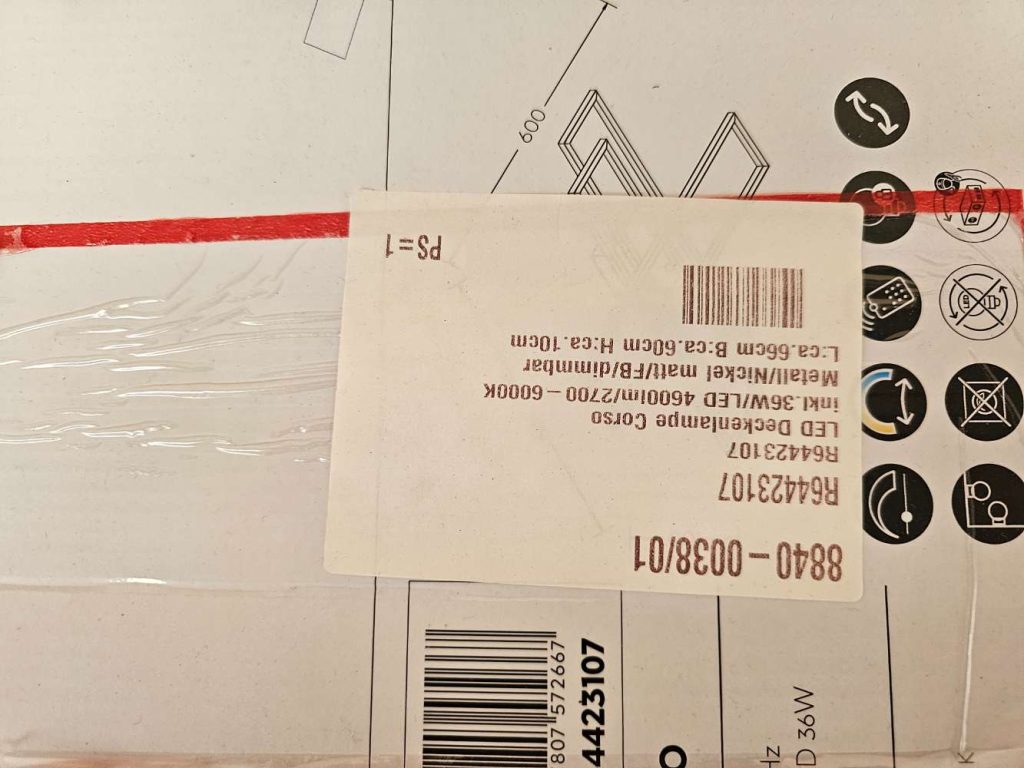 8840-0038/01
R64423107
R64423107
LED Deckenlampe Corso
inkl.36W/LED 4600lm/2700-6000K
Metall/Nickel matt/FB/dimmbar
L:ca.66cm B:ca.60cm H:ca.10cm
PS=1
600
807 572667
4423107
O
Hz
D 36W